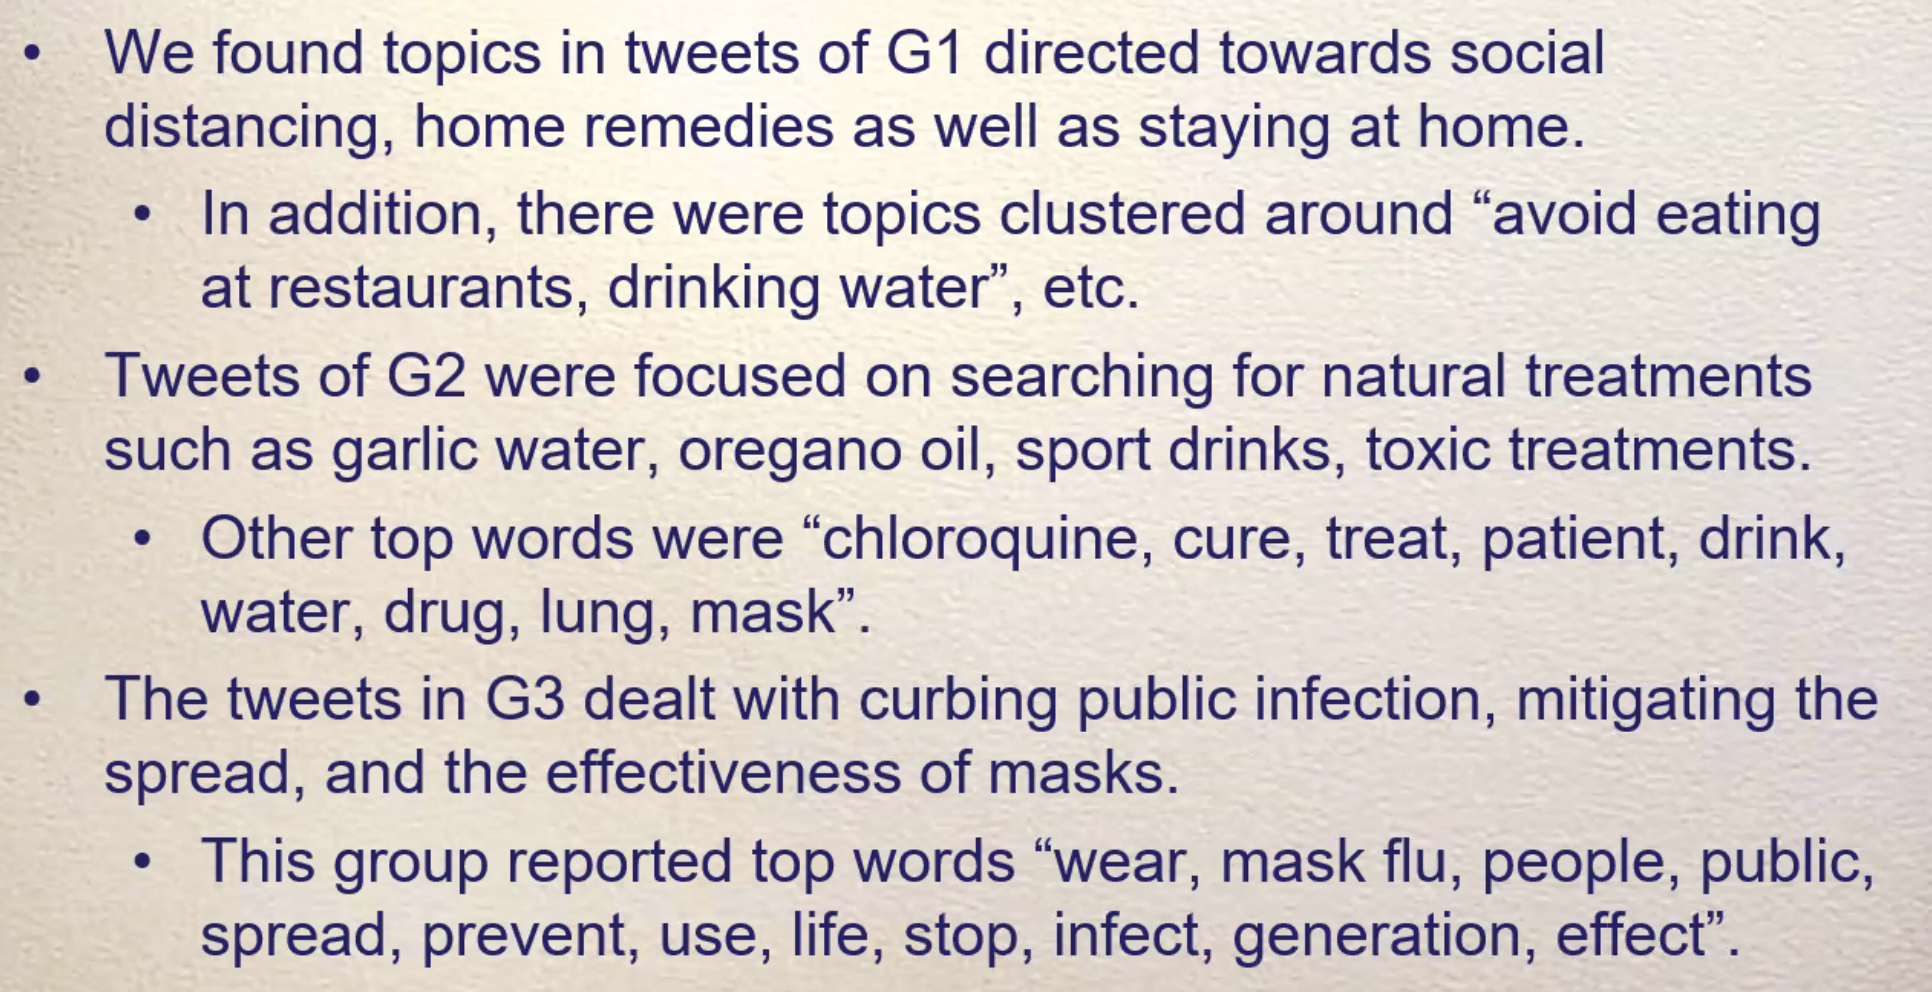 • We found topics in tweets of G1 directed towards social
distancing, home remedies as well as staying at home.
• In addition, there were topics clustered around “avoid eating
at restaurants, drinking water”, etc.
• Tweets of G2 were focused on searching for natural treatments
such as garlic water, oregano oil, sport drinks, toxic treatments.
• Other top words were “chloroquine, cure, treat, patient, drink,
water, drug, lung, mask”.
• The tweets in G3 dealt with curbing public infection, mitigating the
spread, and the effectiveness of masks.
• This group reported top words “wear, mask flu, people, public,
spread, prevent, use, life, stop, infect, generation, effect”.